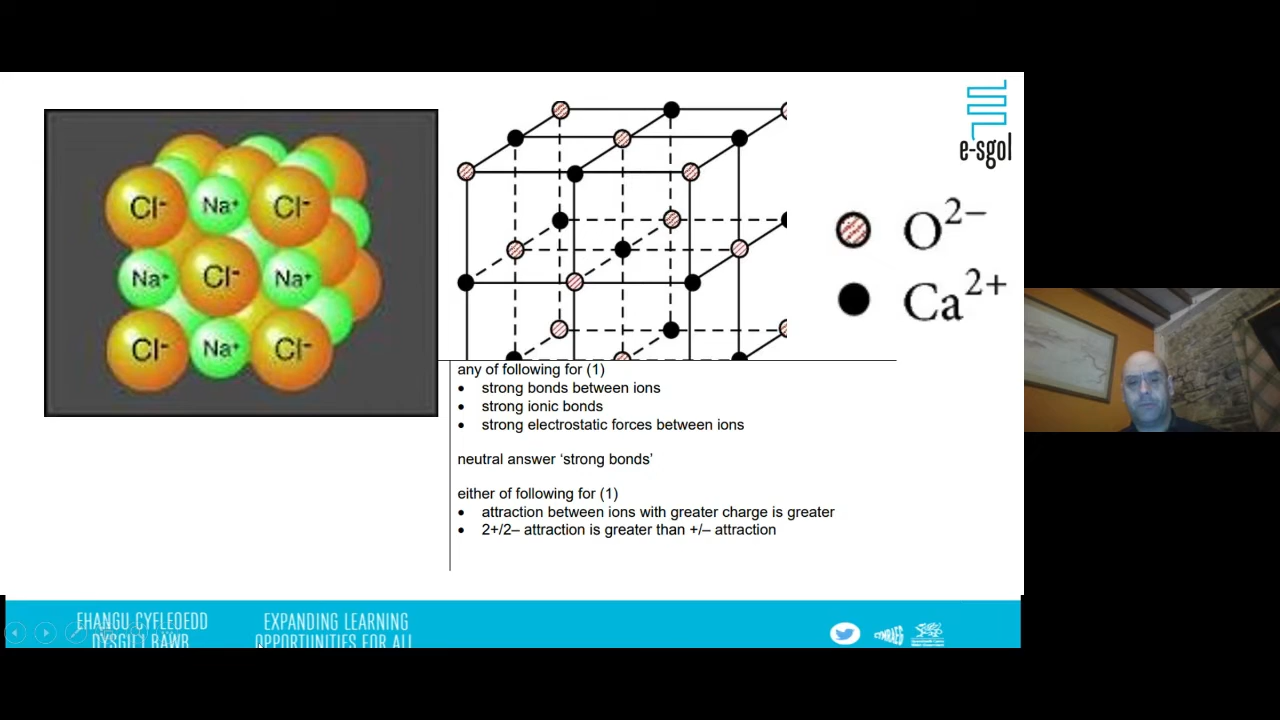 e-sgol
Cl⁻ Na⁺ Cl⁻
Na⁺ Cl⁻ Na⁺
Cl⁻ Na⁺ Cl⁻
O²⁻
Ca²⁺
any of following for (1)
• strong bonds between ions
• strong ionic bonds
• strong electrostatic forces between ions
neutral answer ‘strong bonds’
either of following for (1)
• attraction between ions with greater charge is greater
• 2+/2– attraction is greater than +/– attraction
EHANGU CYFLEOEDD
DYSGU I BAWB
EXPANDING LEARNING
OPPORTUNITIES FOR ALL